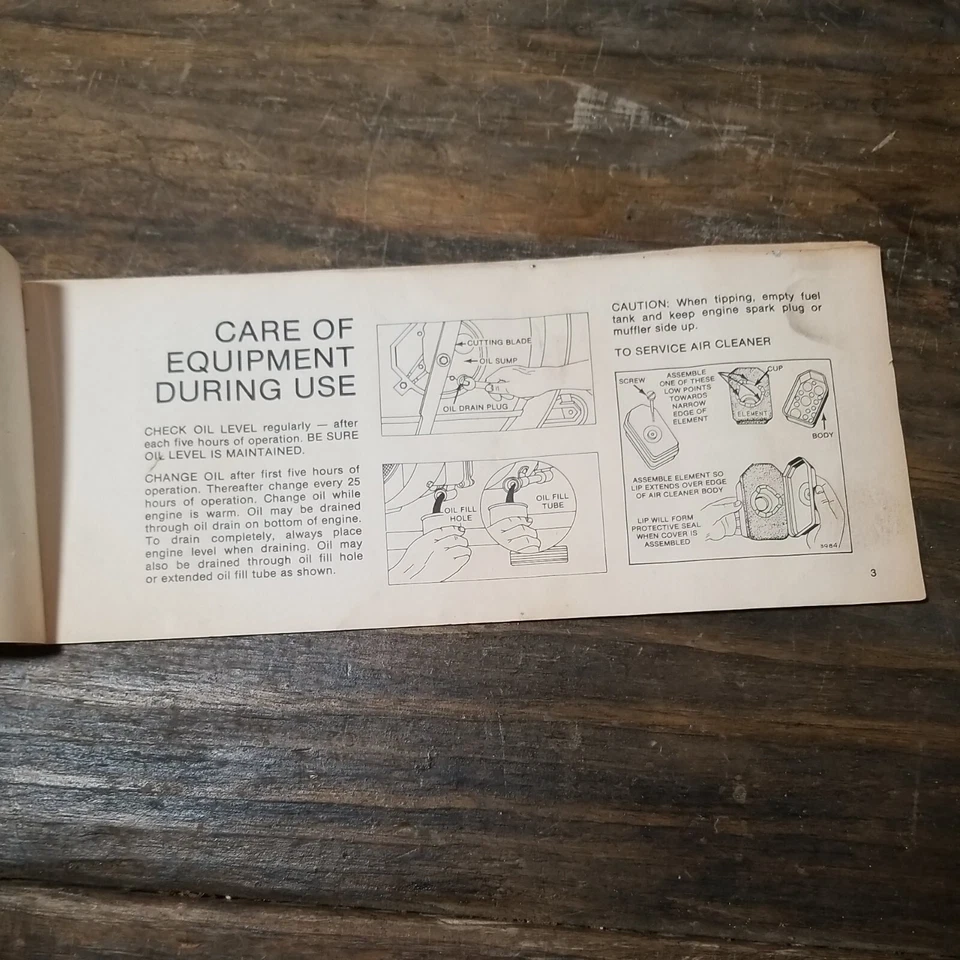 CARE OF
EQUIPMENT
DURING USE
CHECK OIL LEVEL regularly — after
each five hours of operation. BE SURE
OIL LEVEL IS MAINTAINED.
CHANGE OIL after first five hours of
operation. Thereafter change every 25
hours of operation. Change oil while
engine is warm. Oil may be drained
through oil drain on bottom of engine.
To drain completely, always place
engine level when draining. Oil may
also be drained through oil fill hole
or extended oil fill tube as shown.
CUTTING BLADE
OIL SUMP
OIL DRAIN PLUG
OIL FILL
HOLE
OIL FILL
TUBE
CAUTION: When tipping, empty fuel
tank and keep engine spark plug or
muffler side up.
TO SERVICE AIR CLEANER
SCREW
ASSEMBLE
ONE OF THESE
LOW POINTS
TOWARDS
NARROW
EDGE OF
ELEMENT
CUP
ELEMENT
BODY
ASSEMBLE ELEMENT SO
LIP EXTENDS OVER EDGE
OF AIR CLEANER BODY
LIP WILL FORM
PROTECTIVE SEAL
WHEN COVER IS
ASSEMBLED
3